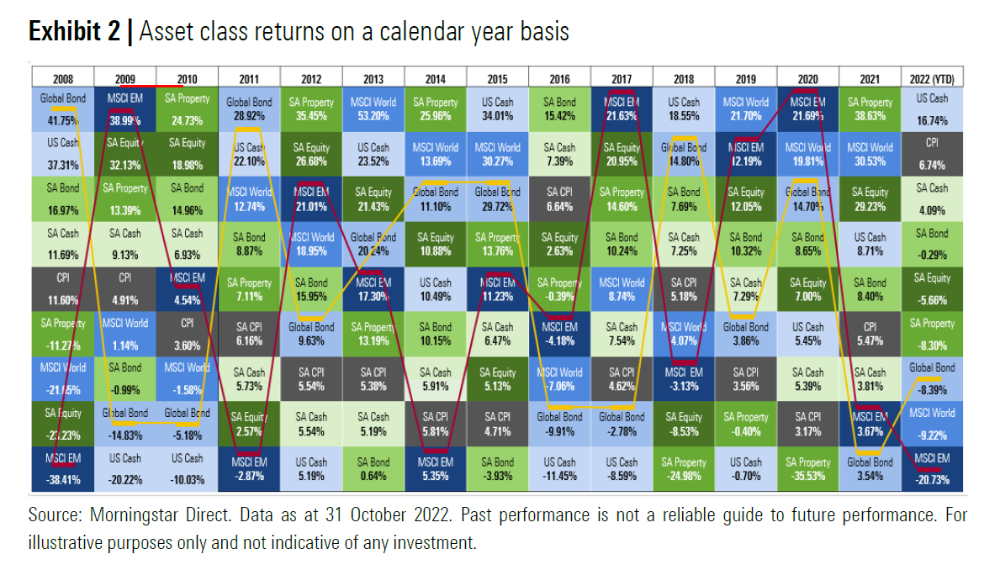 Exhibit 2 | Asset class returns on a calendar year basis
2008 2009 2010 2011 2012 2013 2014 2015 2016 2017 2018 2019 2020 2021 2022 (YTD)
Global Bond MSCI EM SA Property Global Bond SA Property MSCI World SA Property US Cash SA Bond MSCI EM US Cash MSCI World MSCI EM SA Property US Cash
41.75% 38.99% 24.73% 28.92% 35.45% 53.20% 25.96% 34.01% 15.42% 21.63% 18.55% 21.70% 21.69% 38.63% 16.74%
US Cash SA Equity SA Equity US Cash SA Equity US Cash MSCI World MSCI World SA Cash SA Equity Global Bond MSCI EM MSCI World MSCI World CPI
37.31% 32.13% 18.98% 22.10% 26.68% 23.52% 13.69% 30.27% 7.39% 20.95% 14.80% 12.19% 19.81% 30.53% 6.74%
SA Bond SA Property SA Bond MSCI World MSCI EM SA Equity Global Bond Global Bond SA CPI SA Property SA Bond SA Equity Global Bond SA Equity SA Cash
16.97% 13.39% 14.96% 12.74% 21.01% 21.43% 11.10% 29.72% 6.64% 14.60% 7.69% 12.05% 14.70% 29.23% 4.09%
SA Cash SA Cash SA Cash SA Bond MSCI World Global Bond SA Equity SA Property SA Equity SA Bond SA Cash SA Bond SA Bond US Cash SA Bond
11.69% 9.13% 6.93% 8.87% 18.95% 20.24% 10.88% 13.76% 2.63% 10.24% 7.25% 10.32% 8.65% 8.71% -0.29%
CPI CPI MSCI EM SA Property SA Bond MSCI EM US Cash MSCI EM SA Property MSCI World SA CPI SA Cash SA Equity SA Bond SA Equity
11.60% 4.91% 4.54% 7.11% 15.95% 17.30% 10.49% 11.23% -0.39% 8.74% 5.18% 7.29% 7.00% 8.40% -5.66%
SA Property MSCI World CPI SA CPI Global Bond SA Property SA Bond SA Cash MSCI EM SA Cash MSCI World Global Bond US Cash CPI SA Property
-11.27% 1.14% 3.60% 6.16% 9.63% 13.19% 10.15% 6.47% -4.18% 7.54% 4.07% 3.86% 5.45% 5.47% -8.30%
MSCI World SA Bond MSCI World SA Cash SA CPI SA CPI SA Cash SA Equity MSCI World SA CPI MSCI EM SA CPI SA Cash SA Cash Global Bond
-0.99% -1.58% 5.73% 5.54% 5.38% 5.91% 5.13% -7.06% 4.62% -3.13% 3.56% 5.39% 3.81% -8.39%
SA Equity Global Bond Global Bond SA Equity SA Cash SA Cash SA CPI SA CPI Global Bond Global Bond SA Equity SA Property SA CPI MSCI EM MSCI World
-14.83% -5.18% 2.57% 5.54% 5.19% 5.81% 4.71% -9.91% -2.78% -8.53% -0.40% 3.17% 3.67% -9.22%
MSCI EM US Cash US Cash MSCI EM US Cash SA Bond MSCI EM SA Bond US Cash US Cash SA Property US Cash SA Property Global Bond MSCI EM
-38.41% -20.22% -10.03% -2.87% 5.19% 0.64% 5.35% -3.93% -11.45% -8.59% -24.98% -0.70% -35.53% 3.54% -20.73%
Source: Morningstar Direct. Data as at 31 October 2022. Past performance is not a reliable guide to future performance. For
illustrative purposes only and not indicative of any investment.